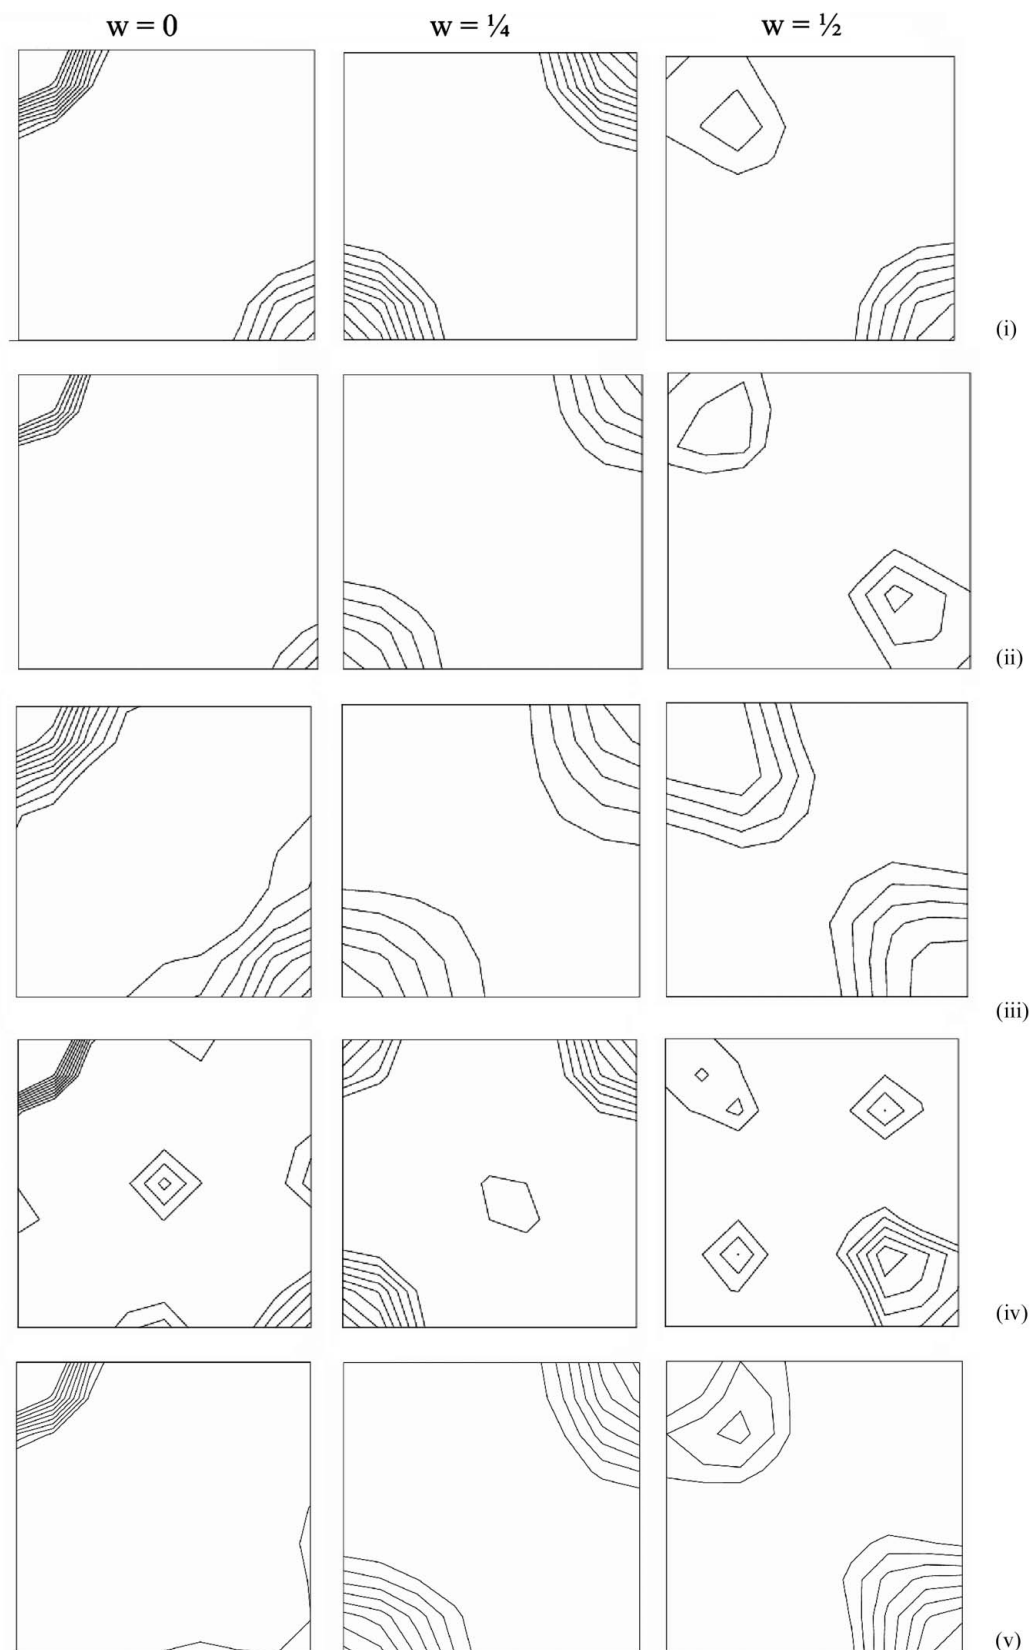 w = 0 w = ¼ w = ½
(i)
(ii)
(iii)
(iv)
(v)